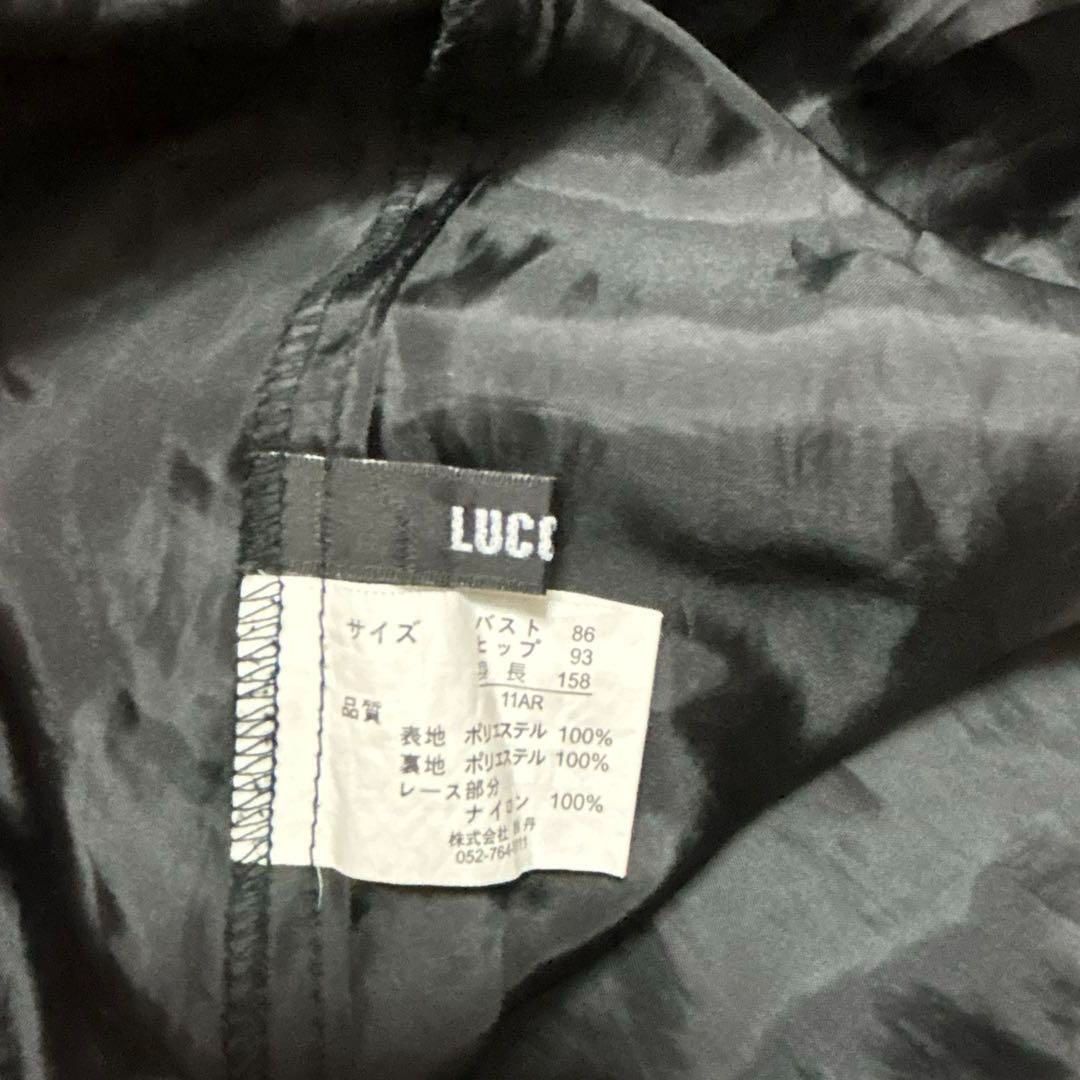 LUCC
サイズ バスト 86
ヒップ 93
身長 158
11AR
品質
表地 ポリエステル 100%
裏地 ポリエステル 100%
レース部分
ナイロン 100%
株式会社 丹
052-764